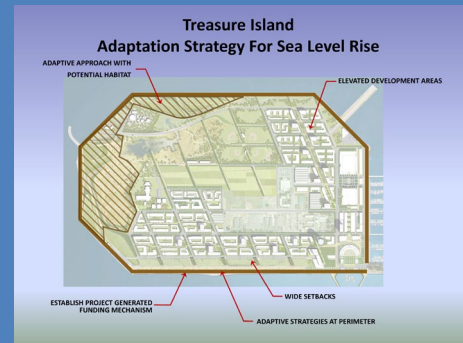 Treasure Island
Adaptation Strategy For Sea Level Rise
ADAPTIVE APPROACH WITH
POTENTIAL HABITAT
ELEVATED DEVELOPMENT AREAS
WIDE SETBACKS
ESTABLISH PROJECT GENERATED
FUNDING MECHANISM
ADAPTIVE STRATEGIES AT PERIMETER